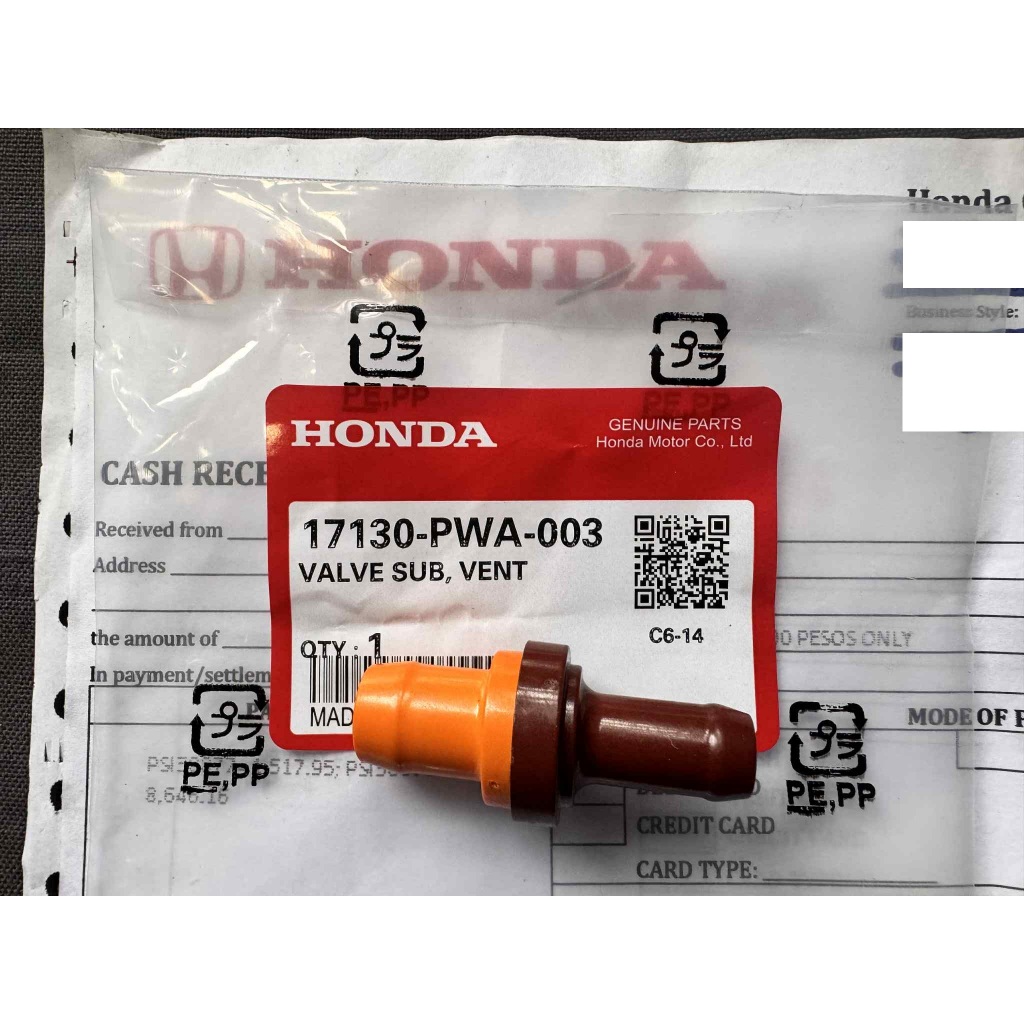 Honda
HONDA
Business Style:
プラ
PE,PP
プラ
PE,PP
HONDA
GENUINE PARTS
Honda Motor Co., Ltd
CASH RECE
17130-PWA-003
VALVE SUB, VENT
Received from
Address
C6-14
the amount of
QTY : 1
00 PESOS ONLY
In payment/settlem
MAD
プラ
PE,PP
MODE OF P
プラ
PE,PP
517.95;
8,646.16
CREDIT CARD
CARD TYPE: